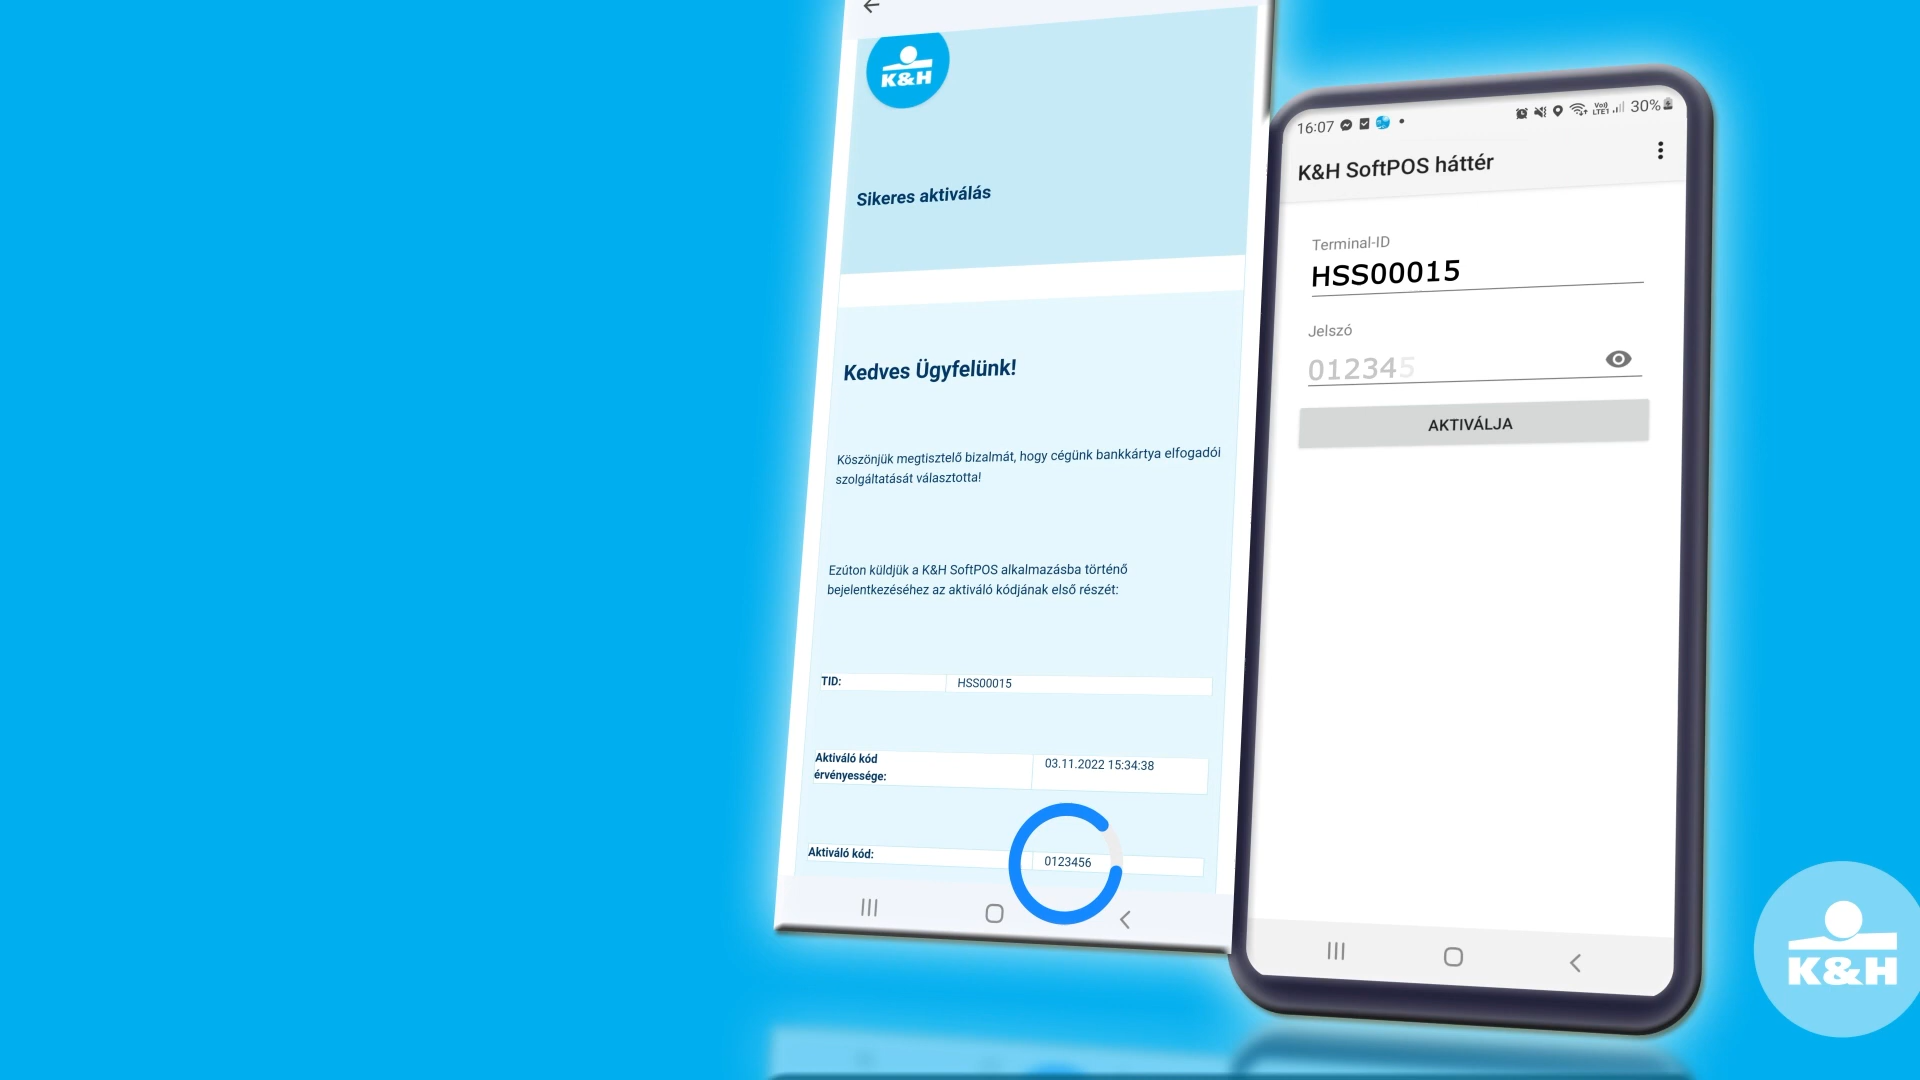 K&H
Sikeres aktiválás
Kedves Ügyfelünk!
Köszönjük megtisztelő bizalmát, hogy cégünk bankkártya elfogadói
szolgáltatását választotta!
Ezúton küldjük a K&H SoftPOS alkalmazásba történő
bejelentkezéséhez az aktiváló kódjának első részét:
TID: HSS00015
Aktiváló kód
érvényessége: 03.11.2022 15:34:38
Aktiváló kód: 0123456
16:07 30%
K&H SoftPOS háttér
Terminal-ID
HSS00015
Jelszó
012345
AKTIVÁLJA
K&H